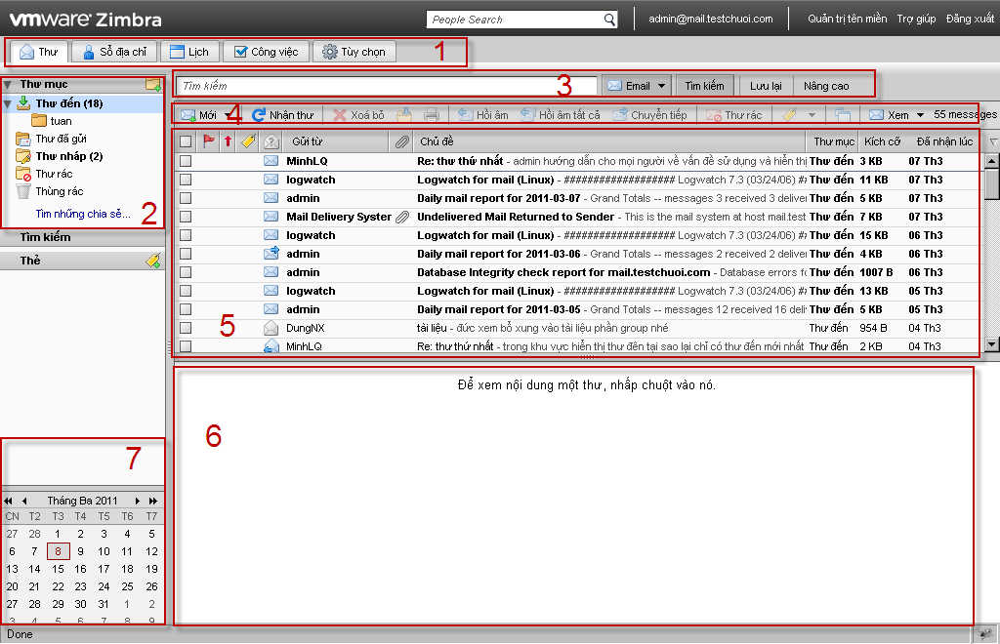 vmware Zimbra People Search admin@mail.testchuoi.com Quản trị tên miền Trợ giúp Đăng xuất
Thư Sổ địa chỉ Lịch Công việc Tùy chọn 1
Thư mục
Thư đến (18)
tuan
Thư đã gửi
Thư nháp (2)
Thư rác
Thùng rác
Tìm những chia sẻ... 2
Tìm kiếm
Thẻ
Tìm kiếm 3 Email Tìm kiếm Lưu lại Nâng cao
Mới 4 Nhận thư Xoá bỏ Hồi âm Hồi âm tất cả Chuyển tiếp Thư rác Xem 55 messages
Gửi từ Chủ đề Thư mục Kích cỡ Đã nhận lúc
MinhLQ Re: thư thứ nhất - admin hướng dẫn cho mọi người về vấn đề sử dụng và hiển thị Thư đến 3 KB 07 Th3
logwatch Logwatch for mail (Linux) - ################### Logwatch 7.3 (03/24/06) ## Thư đến 11 KB 07 Th3
admin Daily mail report for 2011-03-07 - Grand Totals -- messages 3 received 3 deliver Thư đến 5 KB 07 Th3
Mail Delivery Syster Undelivered Mail Returned to Sender - This is the mail system at host mail.test Thư đến 7 KB 07 Th3
logwatch Logwatch for mail (Linux) - ################### Logwatch 7.3 (03/24/06) ## Thư đến 15 KB 06 Th3
admin Daily mail report for 2011-03-06 - Grand Totals -- messages 2 received 2 deliver Thư đến 4 KB 06 Th3
admin Database Integrity check report for mail.testchuoi.com - Database errors fo Thư đến 1007 B 06 Th3
logwatch Logwatch for mail (Linux) - ################### Logwatch 7.3 (03/24/06) ## Thư đến 13 KB 05 Th3
admin Daily mail report for 2011-03-05 - Grand Totals -- messages 12 received 16 deliv Thư đến 5 KB 05 Th3
5 DungNX tài liệu - đức xem bổ xung vào tài liệu phần group nhé Thư đến 954 B 04 Th3
MinhLQ Re: thư thứ nhất - trong khu vực hiển thị thư đến tại sao lại chỉ có thư đến mới nhất Thư đến 2 KB 04 Th3
Để xem nội dung một thư, nhấp chuột vào nó.
6
7
Tháng Ba 2011
CN T2 T3 T4 T5 T6 T7
27 28 1 2 3 4 5
6 7 8 9 10 11 12
13 14 15 16 17 18 19
20 21 22 23 24 25 26
27 28 29 30 31 1 2
3 4 5 6 7 8 9
Done